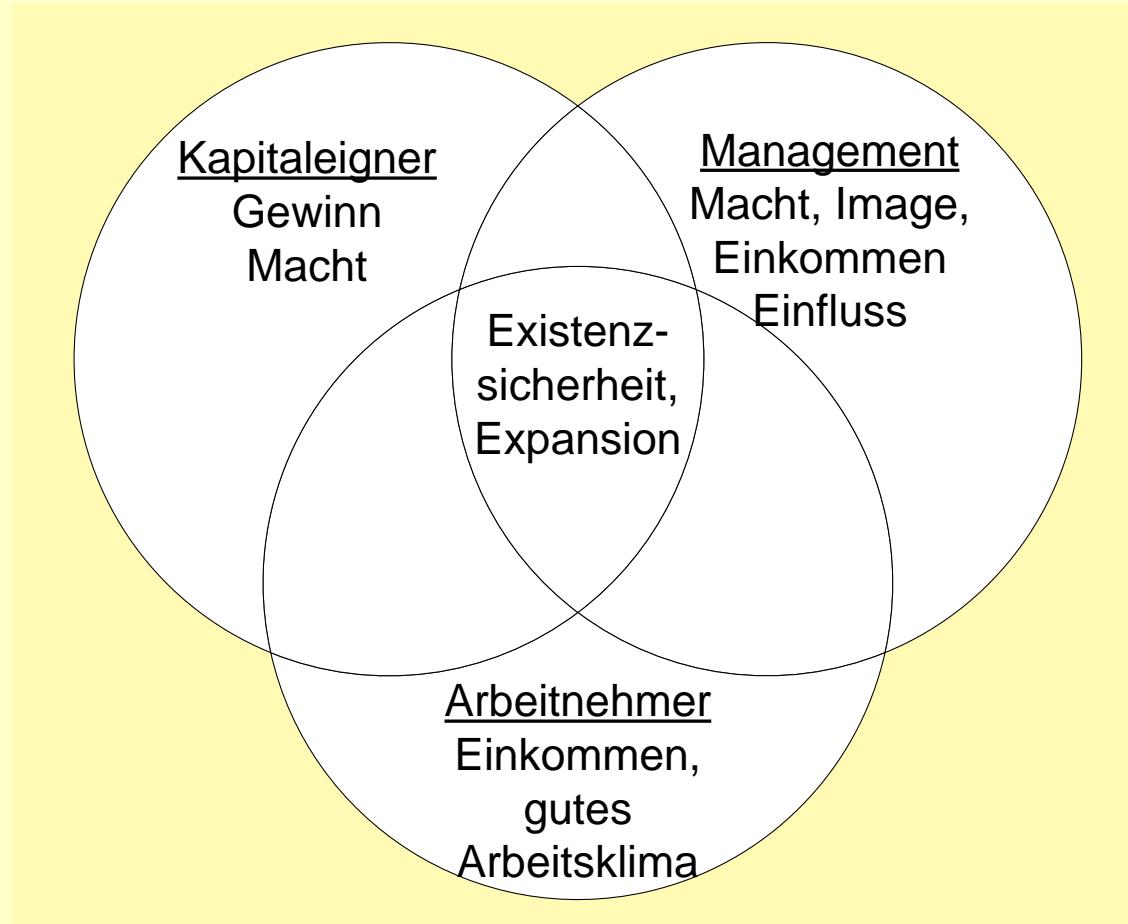 Kapitaleigner
Gewinn
Macht
Management
Macht, Image,
Einkommen
Einfluss
Existenz-
sicherheit,
Expansion
Arbeitnehmer
Einkommen,
gutes
Arbeitsklima